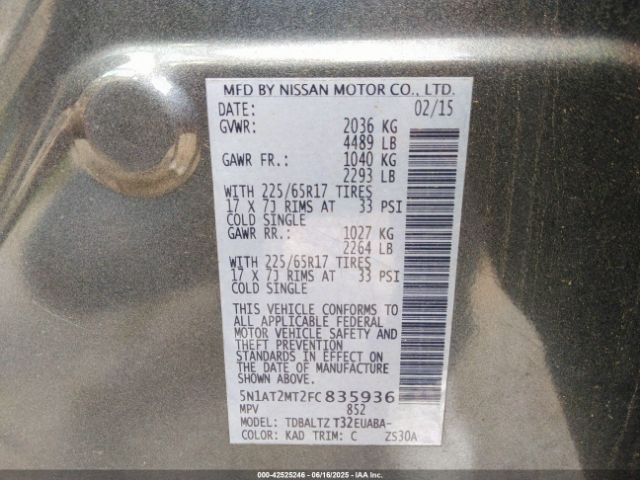 MFD BY NISSAN MOTOR CO., LTD.
DATE: 02/15
GVWR: 2036 KG
4489 LB
GAWR FR.: 1040 KG
2293 LB
WITH 225/65R17 TIRES
17 X 7J RIMS AT 33 PSI
COLD SINGLE
GAWR RR.: 1027 KG
2264 LB
WITH 225/65R17 TIRES
17 X 7J RIMS AT 33 PSI
COLD SINGLE
THIS VEHICLE CONFORMS TO
ALL APPLICABLE FEDERAL
MOTOR VEHICLE SAFETY AND
THEFT PREVENTION
STANDARDS IN EFFECT ON
THE DATE OF MANUFACTURE
SHOWN ABOVE.
5N1AT2MT2FC835936
MPV 852
MODEL: TDBALTZ T32EUABA-
COLOR: KAD TRIM: C ZS30A
000-42525246 - 06/16/2025 - IAAI.com